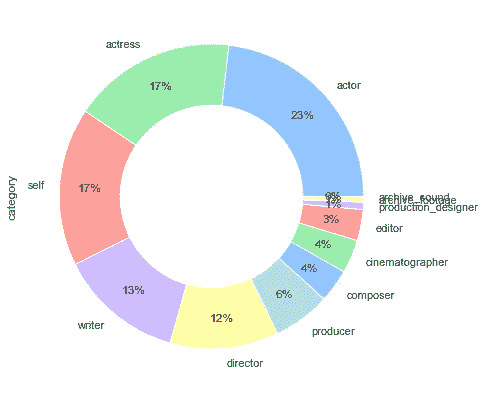 actress
actor
17%
23%
self
17%
category
archive_sound
archive_footage
production_designer
0%
1%
3%
editor
4%
cinematographer
4%
composer
6%
producer
12%
director
13%
writer